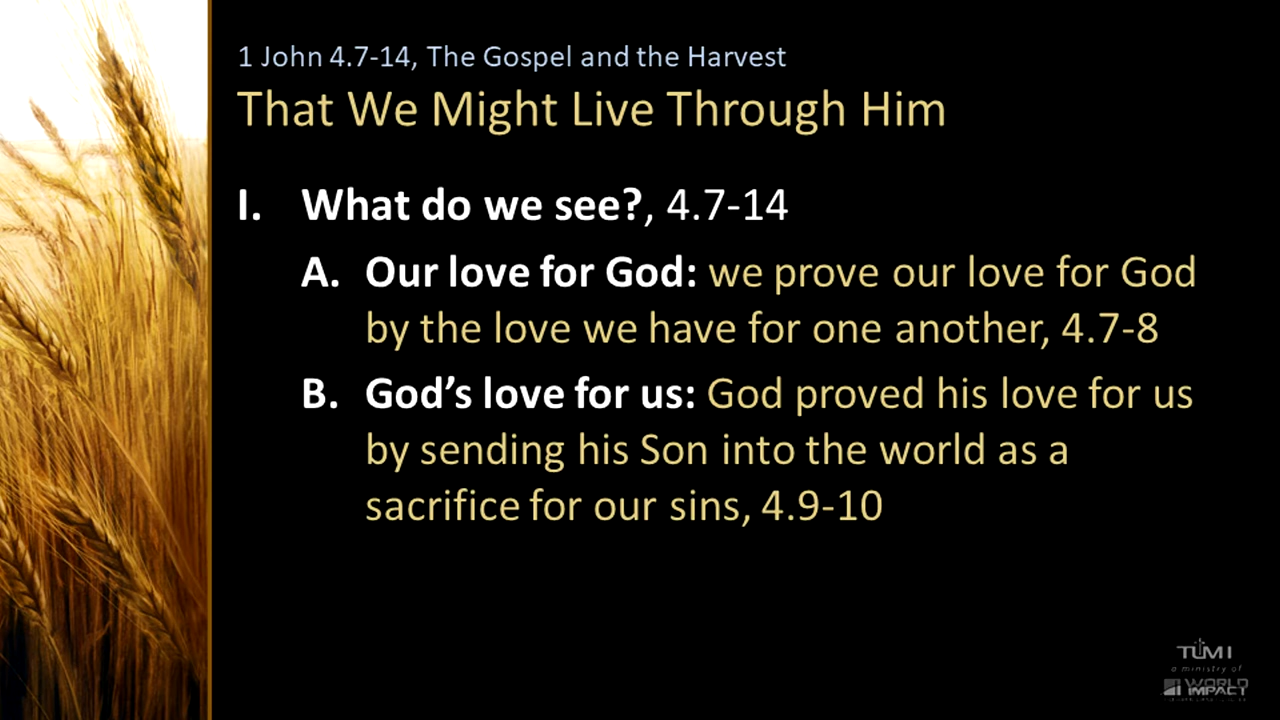 1 John 4.7-14, The Gospel and the Harvest
That We Might Live Through Him
I. What do we see?, 4.7-14
A. Our love for God: we prove our love for God
by the love we have for one another, 4.7-8
B. God’s love for us: God proved his love for us
by sending his Son into the world as a
sacrifice for our sins, 4.9-10
TUMI
a ministry of
WORLD
IMPACT